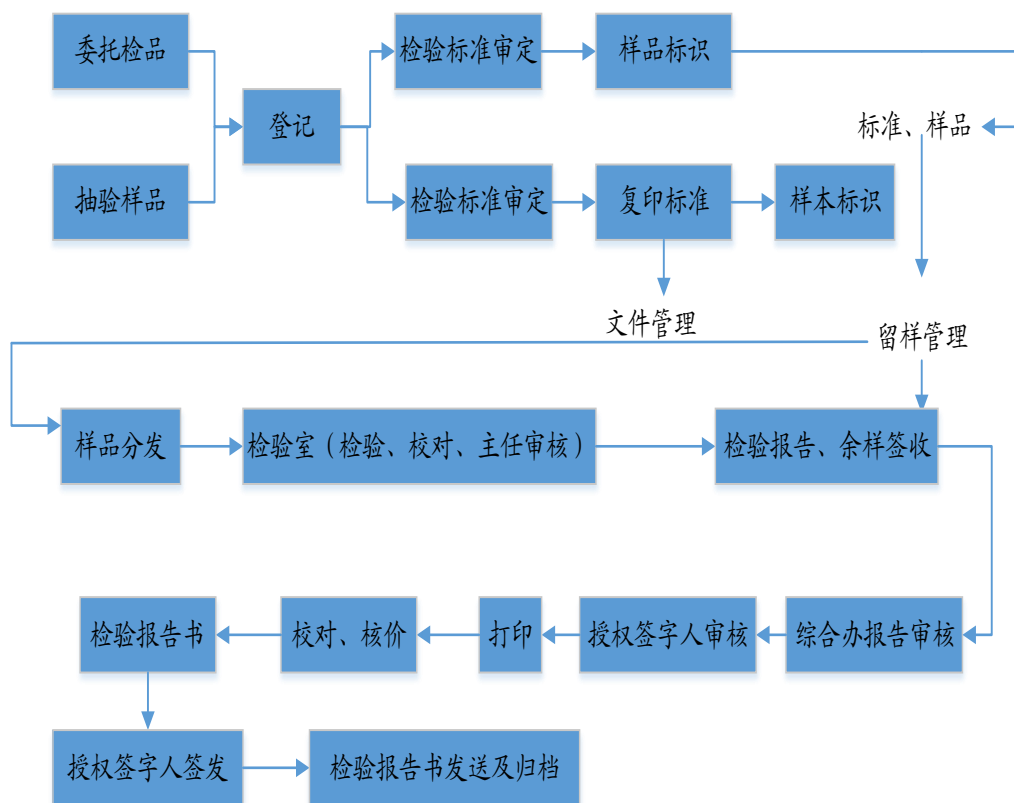 委托检品
检验标准审定
样品标识
登记
标准、样品
抽验样品
检验标准审定
复印标准
样本标识
文件管理
留样管理
样品分发
检验室（检验、校对、主任审核）
检验报告、余样签收
检验报告书
校对、核价
打印
授权签字人审核
综合办报告审核
授权签字人签发
检验报告书发送及归档